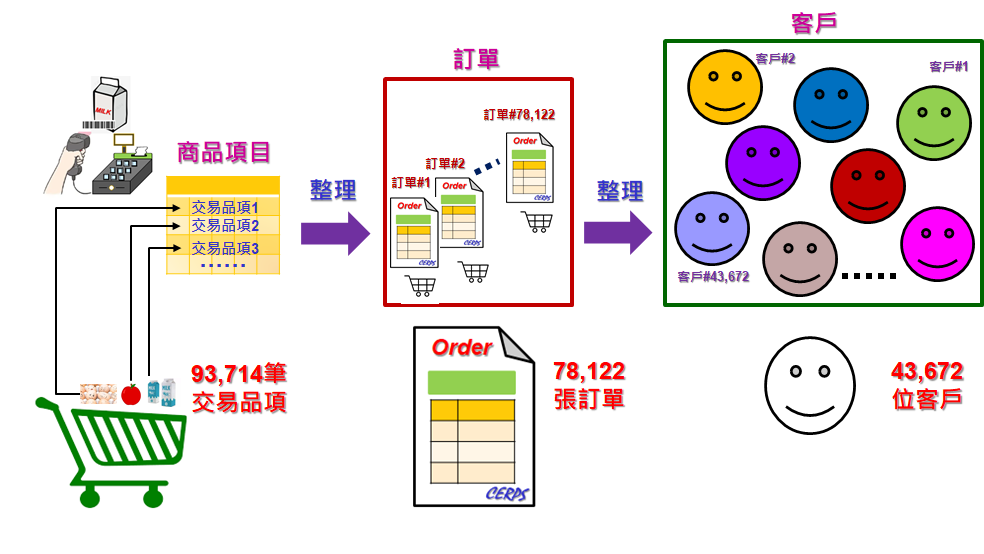 客戶
訂單
客戶#2
客戶#1
MILK
訂單#78,122
商品項目
Order
訂單#2
整理
訂單#1
Order
整理
CERPS
交易品項1
Order
交易品項2
CERPS
交易品項3
......
CERPS
客戶#43,672
......
Order
93,714筆
交易品項
78,122
張訂單
43,672
位客戶
CERPS